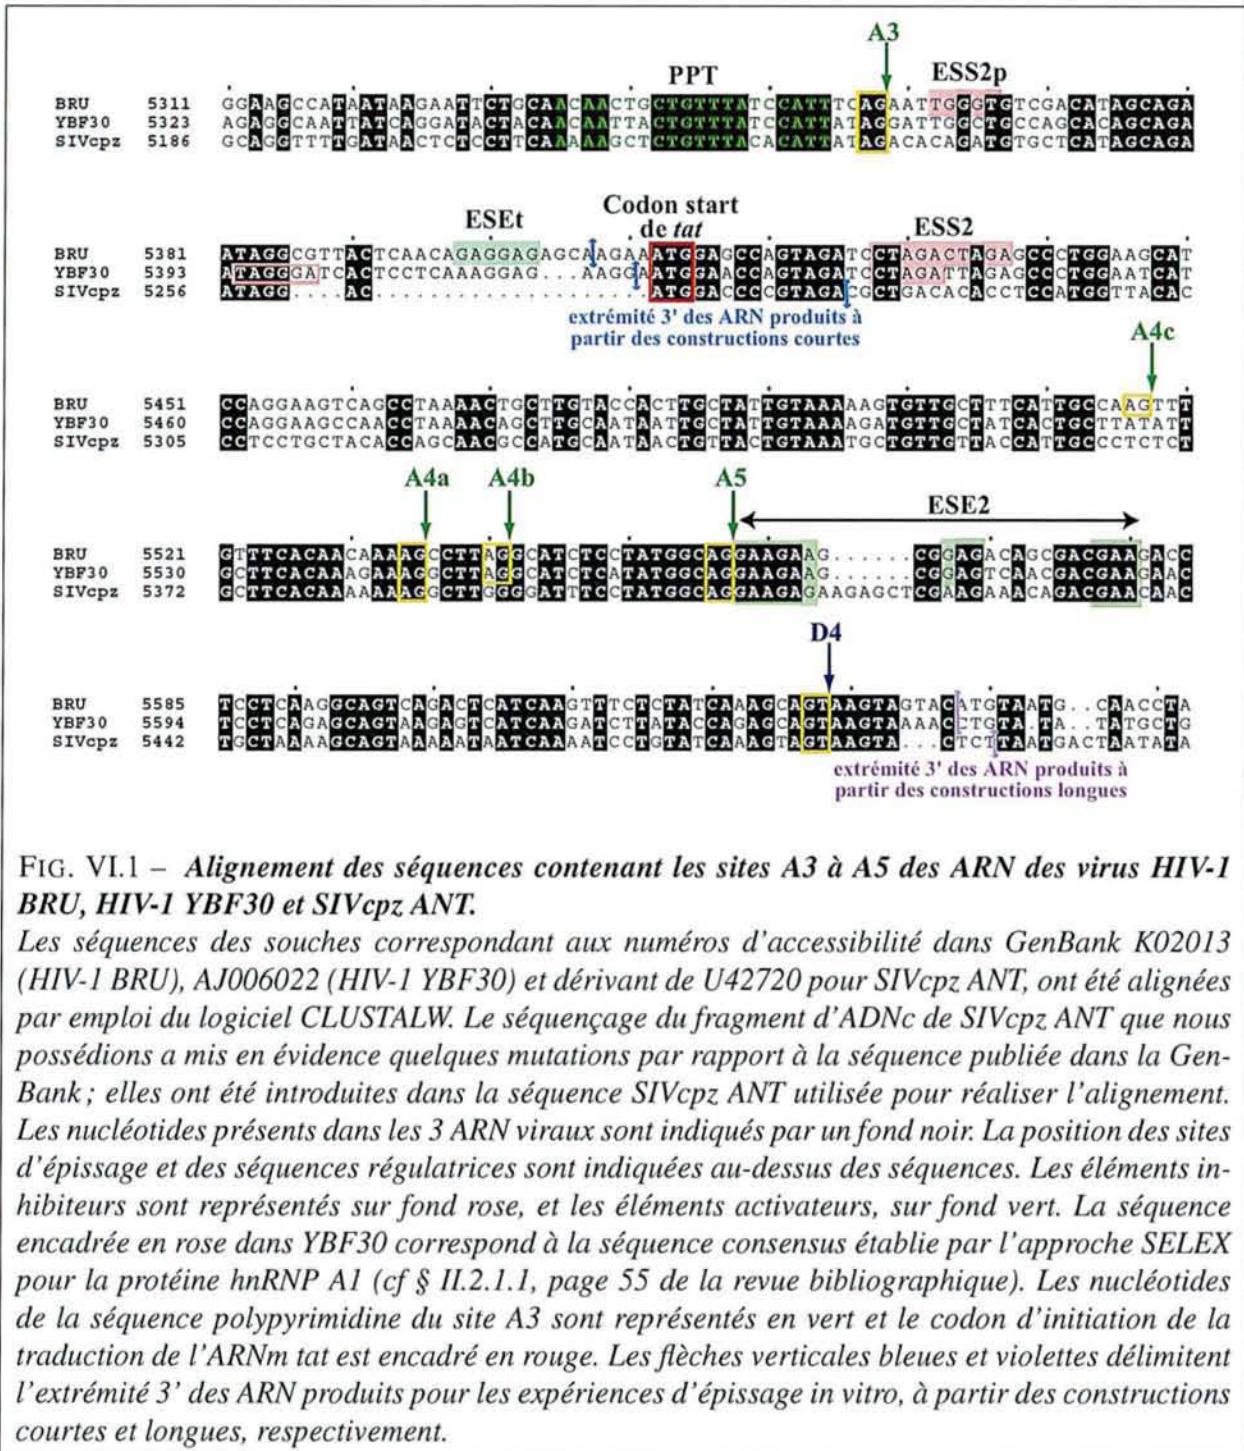 A3
PPT
ESS2p
BRU 5311 GGAAGCCATAATAAGAATTCTGCAACAACTGCTGTTTATCCATTTCAGAATTGGGTGTCGACATAGCAGA
YBF30 5323 AGAGGCAATTATCAGGATACTACAACAATTACTGTTTATCCATTATAGGATTGGCTGCCAGCACAGCAGA
SIVcpz 5186 GCAGGTTTTGATAACTCTCCTTCAAAAAGCTCTGTTTACACATTATAGACACAGATGTGCTCATAGCAGA
ESEt
Codon start
de tat
ESS2
BRU 5381 ATAGGCGTTACTCAACAGAGGAGAGCAAGAAATGGAGCCAGTAGATCCTAGACTAGAGCCCTGGAAGCAT
YBF30 5393 ATAGGGATCACTCCTCAAAGGAG...AAGGAATGGAACCAGTAGATCCTAGATTAGAGCCCTGGAATCAT
SIVcpz 5256 ATAGG....AC....................ATGGACCCCGTAGACGCTGACACACCTCCATGGTTACAC
extrémité 3' des ARN produits à
partir des constructions courtes
A4c
BRU 5451 CCAGGAAGTCAGCCTAAAACTGCTTGTACCACTTGCTATTGTAAAAAGTGTTGCTTTCATTGCCAAGTTT
YBF30 5460 CCAGGAAGCCAACCTAAAACAGCTTGCAATAATTGCTATTGTAAAAGATGTTGCTATCACTGCTTATATT
SIVcpz 5305 CCTCCTGCTACACCAGCAACGCCATGCAATAACTGTTACTGTAAATGCTGTTGTTACCATTGCCCTCTCT
A4a
A4b
A5
ESE2
BRU 5521 GTTTCACAACAAAAGCCTTAGGCATCTCCTATGGCAGGAAGAAG......CGGAGACAGCGACGAAGACC
YBF30 5530 GCTTCACAAAGAAAGGCTTAGGCATCTCATATGGCAGGAAGAAG......CGGAGTCAACGACGAAGAAC
SIVcpz 5372 GCTTCACAAAAAAAGGCTTGGGGATTTCCTATGGCAGGAAGAGAAGAGCTCGAAGAAACAGACGAACAAC
D4
BRU 5585 TCCTCAAGGCAGTCAGACTCATCAAGTTTCTCTATCAAAGCAGTAAGTAGTACATGTAATG..CAACCTA
YBF30 5594 TCCTCAGAGCAGTAAGAGTCATCAAGATCTTATACCAGAGCAGTAAGTAAAACCTGTA.TA..TATGCTG
SIVcpz 5442 TGCTAAAAGCAGTAAAAATAATCAAAATCCTGTATCAAAGTAGTAAGTA...CTCTTAATGACTAATATA
extrémité 3' des ARN produits à
partir des constructions longues
FIG. VI.1 – Alignement des séquences contenant les sites A3 à A5 des ARN des virus HIV-1
BRU, HIV-1 YBF30 et SIVcpz ANT.
Les séquences des souches correspondant aux numéros d'accessibilité dans GenBank K02013
(HIV-1 BRU), AJ006022 (HIV-1 YBF30) et dérivant de U42720 pour SIVcpz ANT, ont été alignées
par emploi du logiciel CLUSTALW. Le séquençage du fragment d'ADNc de SIVcpz ANT que nous
possédions a mis en évidence quelques mutations par rapport à la séquence publiée dans la Gen-
Bank ; elles ont été introduites dans la séquence SIVcpz ANT utilisée pour réaliser l'alignement.
Les nucléotides présents dans les 3 ARN viraux sont indiqués par un fond noir. La position des sites
d'épissage et des séquences régulatrices sont indiquées au-dessus des séquences. Les éléments in-
hibiteurs sont représentés sur fond rose, et les éléments activateurs, sur fond vert. La séquence
encadrée en rose dans YBF30 correspond à la séquence consensus établie par l'approche SELEX
pour la protéine hnRNP A1 (cf § II.2.1.1, page 55 de la revue bibliographique). Les nucléotides
de la séquence polypyrimidine du site A3 sont représentés en vert et le codon d'initiation de la
traduction de l'ARNm tat est encadré en rouge. Les flèches verticales bleues et violettes délimitent
l'extrémité 3' des ARN produits pour les expériences d'épissage in vitro, à partir des constructions
courtes et longues, respectivement.